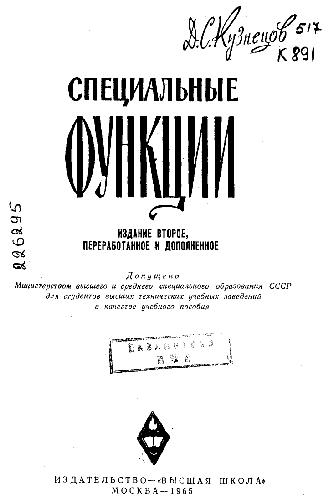 Д.С.Кузнецов 517
К 891
СПЕЦИАЛЬНЫЕ
ФУНКЦИИ
ИЗДАНИЕ ВТОРОЕ,
ПЕРЕРАБОТАННОЕ И ДОПОЛНЕННОЕ
226295
Допущено
Министерством высшего и среднего специального образования СССР
для студентов высших технических учебных заведений
в качестве учебного пособия
ИЗДАТЕЛЬСТВО—«ВЫСШАЯ ШКОЛА»
МОСКВА—1965